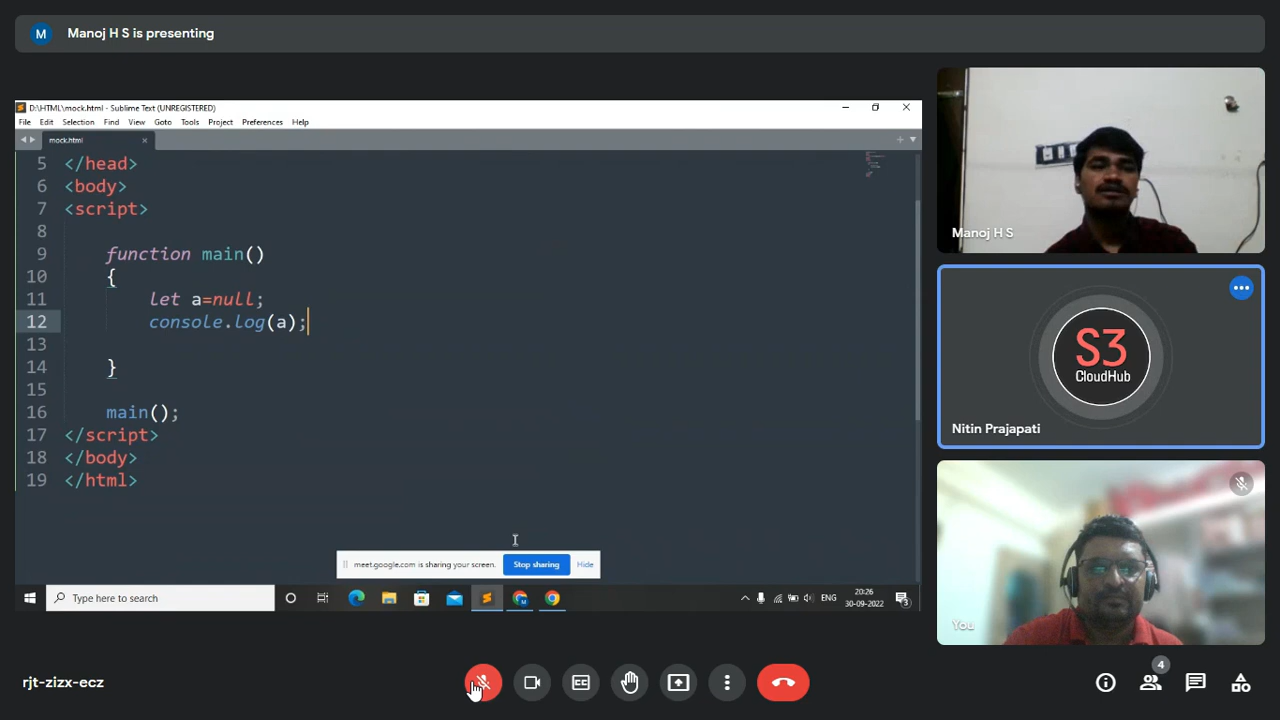 M Manoj H S is presenting
D:\HTML\mock.html - Sublime Text (UNREGISTERED)
File Edit Selection Find View Goto Tools Project Preferences Help
mock.html
5 </head>
6 <body>
7 <script>
8
9 function main()
10 {
11 let a=null;
12 console.log(a);
13
14 }
15
16 main();
17 </script>
18 </body>
19 </html>
meet.google.com is sharing your screen. Stop sharing Hide
Type here to search
M
ENG
20:26
30-09-2022
3
Manoj H S
S3
CloudHub
Nitin Prajapati
You
rjt-zizx-ecz
CC
4